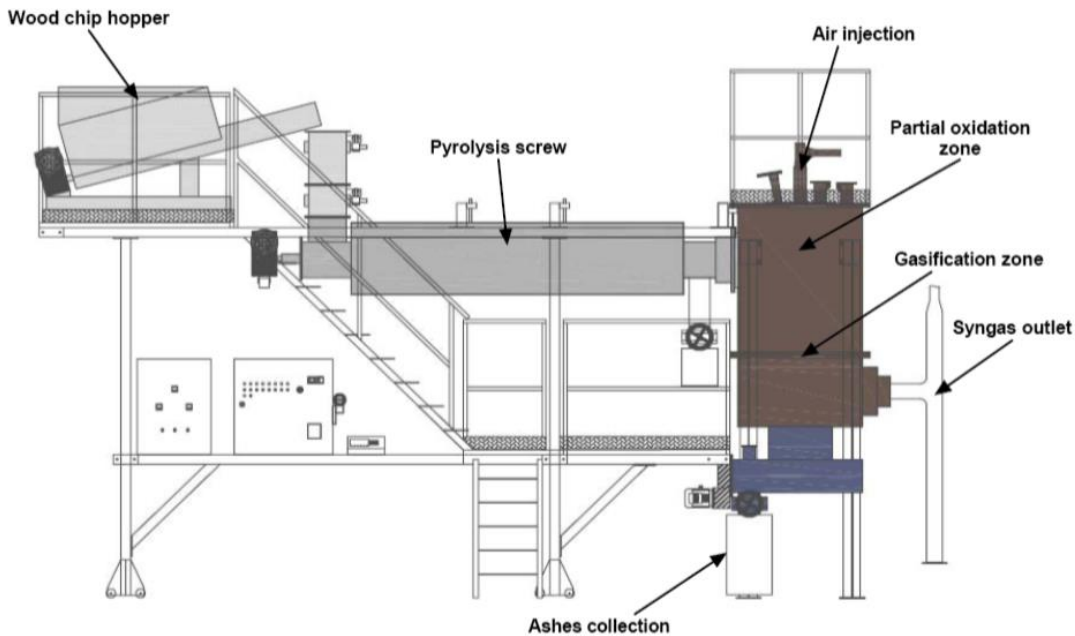 Wood chip hopper
Air injection
Partial oxidation
zone
Pyrolysis screw
Gasification zone
Syngas outlet
Ashes collection